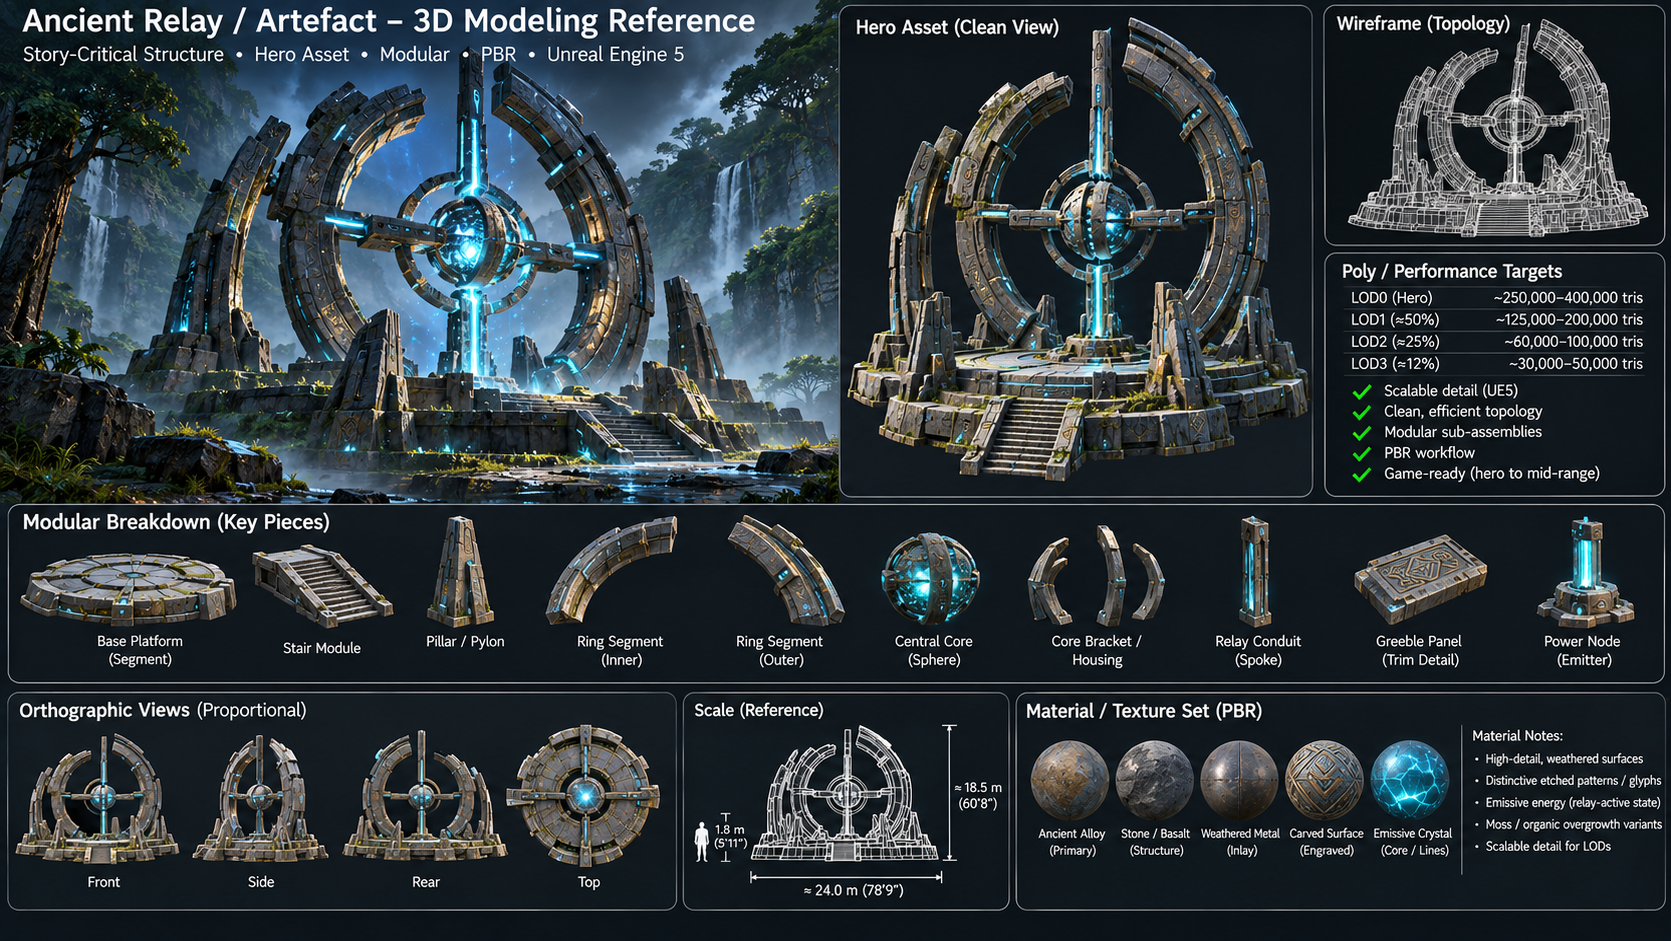 Ancient Relay / Artefact – 3D Modeling Reference
Story-Critical Structure • Hero Asset • Modular • PBR • Unreal Engine 5
Hero Asset (Clean View)
Wireframe (Topology)
Poly / Performance Targets
LOD0 (Hero) ~250,000–400,000 tris
LOD1 (≈50%) ~125,000–200,000 tris
LOD2 (≈25%) ~60,000–100,000 tris
LOD3 (≈12%) ~30,000–50,000 tris
Scalable detail (UE5)
Clean, efficient topology
Modular sub-assemblies
PBR workflow
Game-ready (hero to mid-range)
Modular Breakdown (Key Pieces)
Base Platform
(Segment)
Stair Module
Pillar / Pylon
Ring Segment
(Inner)
Ring Segment
(Outer)
Central Core
(Sphere)
Core Bracket /
Housing
Relay Conduit
(Spoke)
Greeble Panel
(Trim Detail)
Power Node
(Emitter)
Orthographic Views (Proportional)
Front
Side
Rear
Top
Scale (Reference)
1.8 m
(5'11")
≈ 18.5 m
(60'8")
≈ 24.0 m (78'9")
Material / Texture Set (PBR)
Ancient Alloy
(Primary)
Stone / Basalt
(Structure)
Weathered Metal
(Inlay)
Carved Surface
(Engraved)
Emissive Crystal
(Core / Lines)
Material Notes:
• High-detail, weathered surfaces
• Distinctive etched patterns / glyphs
• Emissive energy (relay-active state)
• Moss / organic overgrowth variants
• Scalable detail for LODs